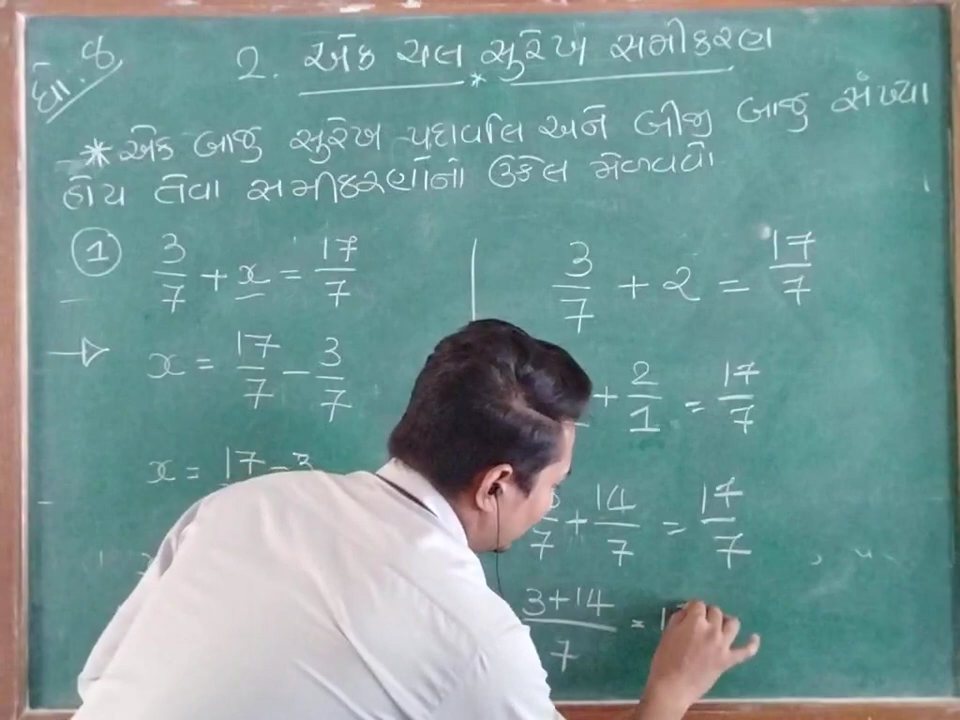 ધો. 8
2. એક ચલ સુરેખ સમીકરણ
* એક બાજુ સુરેખ પદાવલિ અને બીજી બાજુ સંખ્યા
હોય તેવા સમીકરણોનો ઉકેલ મેળવવો
① 3/7 + x = 17/7
→ x = 17/7 − 3/7
x = 17 − 3
3/7 + 2 = 17/7
+ 2/1 = 17/7
/7 + 14/7 = 17/7
3+14/7 = 1